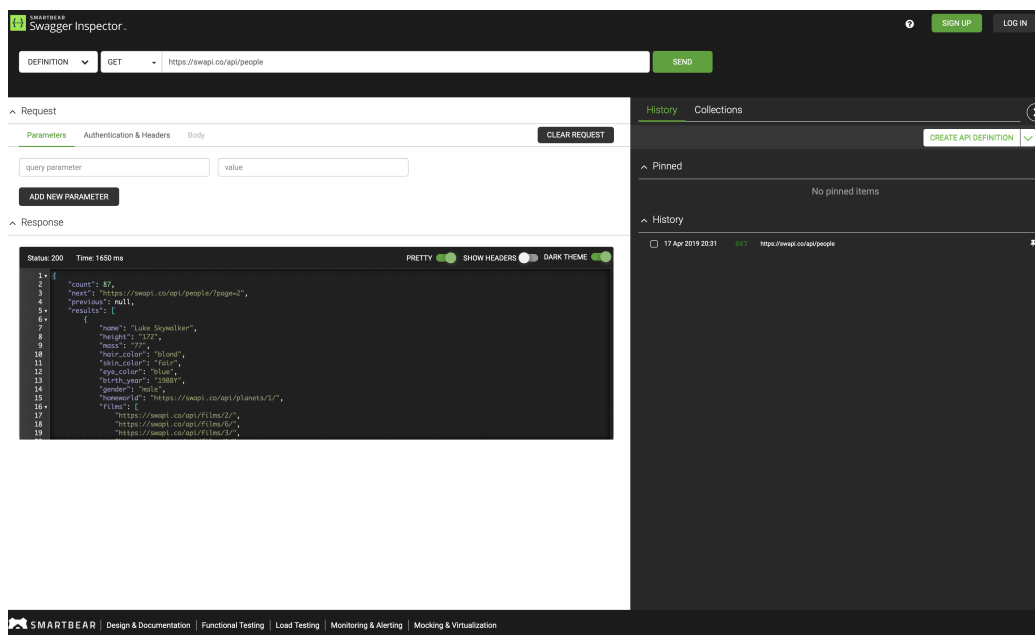 SMARTBEAR
Swagger Inspector
SIGN UP
LOG IN
DEFINITION
GET
https://swapi.co/api/people
SEND
Request
Parameters
Authentication & Headers
Body
CLEAR REQUEST
query parameter
value
ADD NEW PARAMETER
Response
Status: 200 Time: 1650 ms
PRETTY
SHOW HEADERS
DARK THEME
1 {
2 "count": 87,
3 "next": "https://swapi.co/api/people/?page=2",
4 "previous": null,
5 "results": [
6 {
7 "name": "Luke Skywalker",
8 "height": "172",
9 "mass": "77",
10 "hair_color": "blond",
11 "skin_color": "fair",
12 "eye_color": "blue",
13 "birth_year": "19BBY",
14 "gender": "male",
15 "homeworld": "https://swapi.co/api/planets/1/",
16 "films": [
17 "https://swapi.co/api/films/2/",
18 "https://swapi.co/api/films/6/",
19 "https://swapi.co/api/films/3/",
History
Collections
CREATE API DEFINITION
Pinned
No pinned items
History
17 Apr 2019 20:31 GET https://swapi.co/api/people
SMARTBEAR | Design & Documentation | Functional Testing | Load Testing | Monitoring & Alerting | Mocking & Virtualization